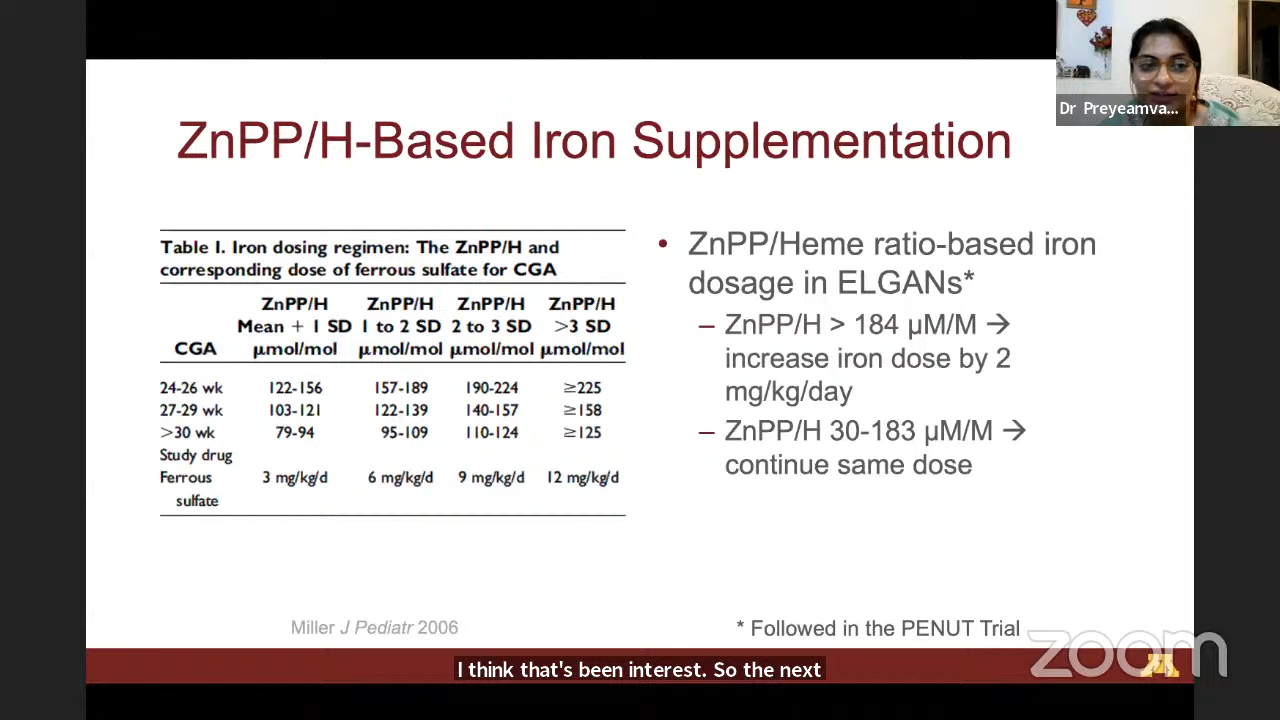 Dr Preyeamva...
ZnPP/H-Based Iron Supplementation
Table I. Iron dosing regimen: The ZnPP/H and
corresponding dose of ferrous sulfate for CGA
ZnPP/H ZnPP/H ZnPP/H ZnPP/H
Mean + 1 SD 1 to 2 SD 2 to 3 SD >3 SD
CGA μmol/mol μmol/mol μmol/mol μmol/mol
24-26 wk 122-156 157-189 190-224 ≥225
27-29 wk 103-121 122-139 140-157 ≥158
>30 wk 79-94 95-109 110-124 ≥125
Study drug
Ferrous 3 mg/kg/d 6 mg/kg/d 9 mg/kg/d 12 mg/kg/d
sulfate
• ZnPP/Heme ratio-based iron
dosage in ELGANs*
– ZnPP/H > 184 µM/M →
increase iron dose by 2
mg/kg/day
– ZnPP/H 30-183 µM/M →
continue same dose
Miller J Pediatr 2006
* Followed in the PENUT Trial
zoom
I think that's been interest. So the next